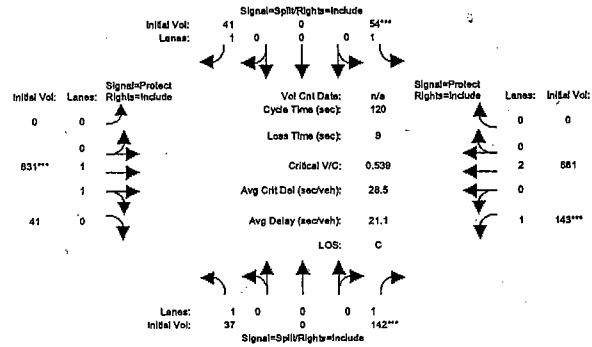 Signal=Split/Rights=Include
Initial Vol: 41 0 54***
Lanes: 1 0 0 0 1
Signal=Protect Signal=Protect
Initial Vol: Lanes: Rights=Include Vol Cnt Date: n/a Rights=Include Lanes: Initial Vol:
Cycle Time (sec): 120
0 0 0 0
Loss Time (sec): 9
0 0
831*** 1 Critical V/C: 0.539 2 681
1 Avg Crit Del (sec/veh): 28.5 0
41 0 Avg Delay (sec/veh): 21.1 1 143***
LOS: C
Lanes: 1 0 0 0 1
Initial Vol: 37 0 142***
Signal=Split/Rights=Include